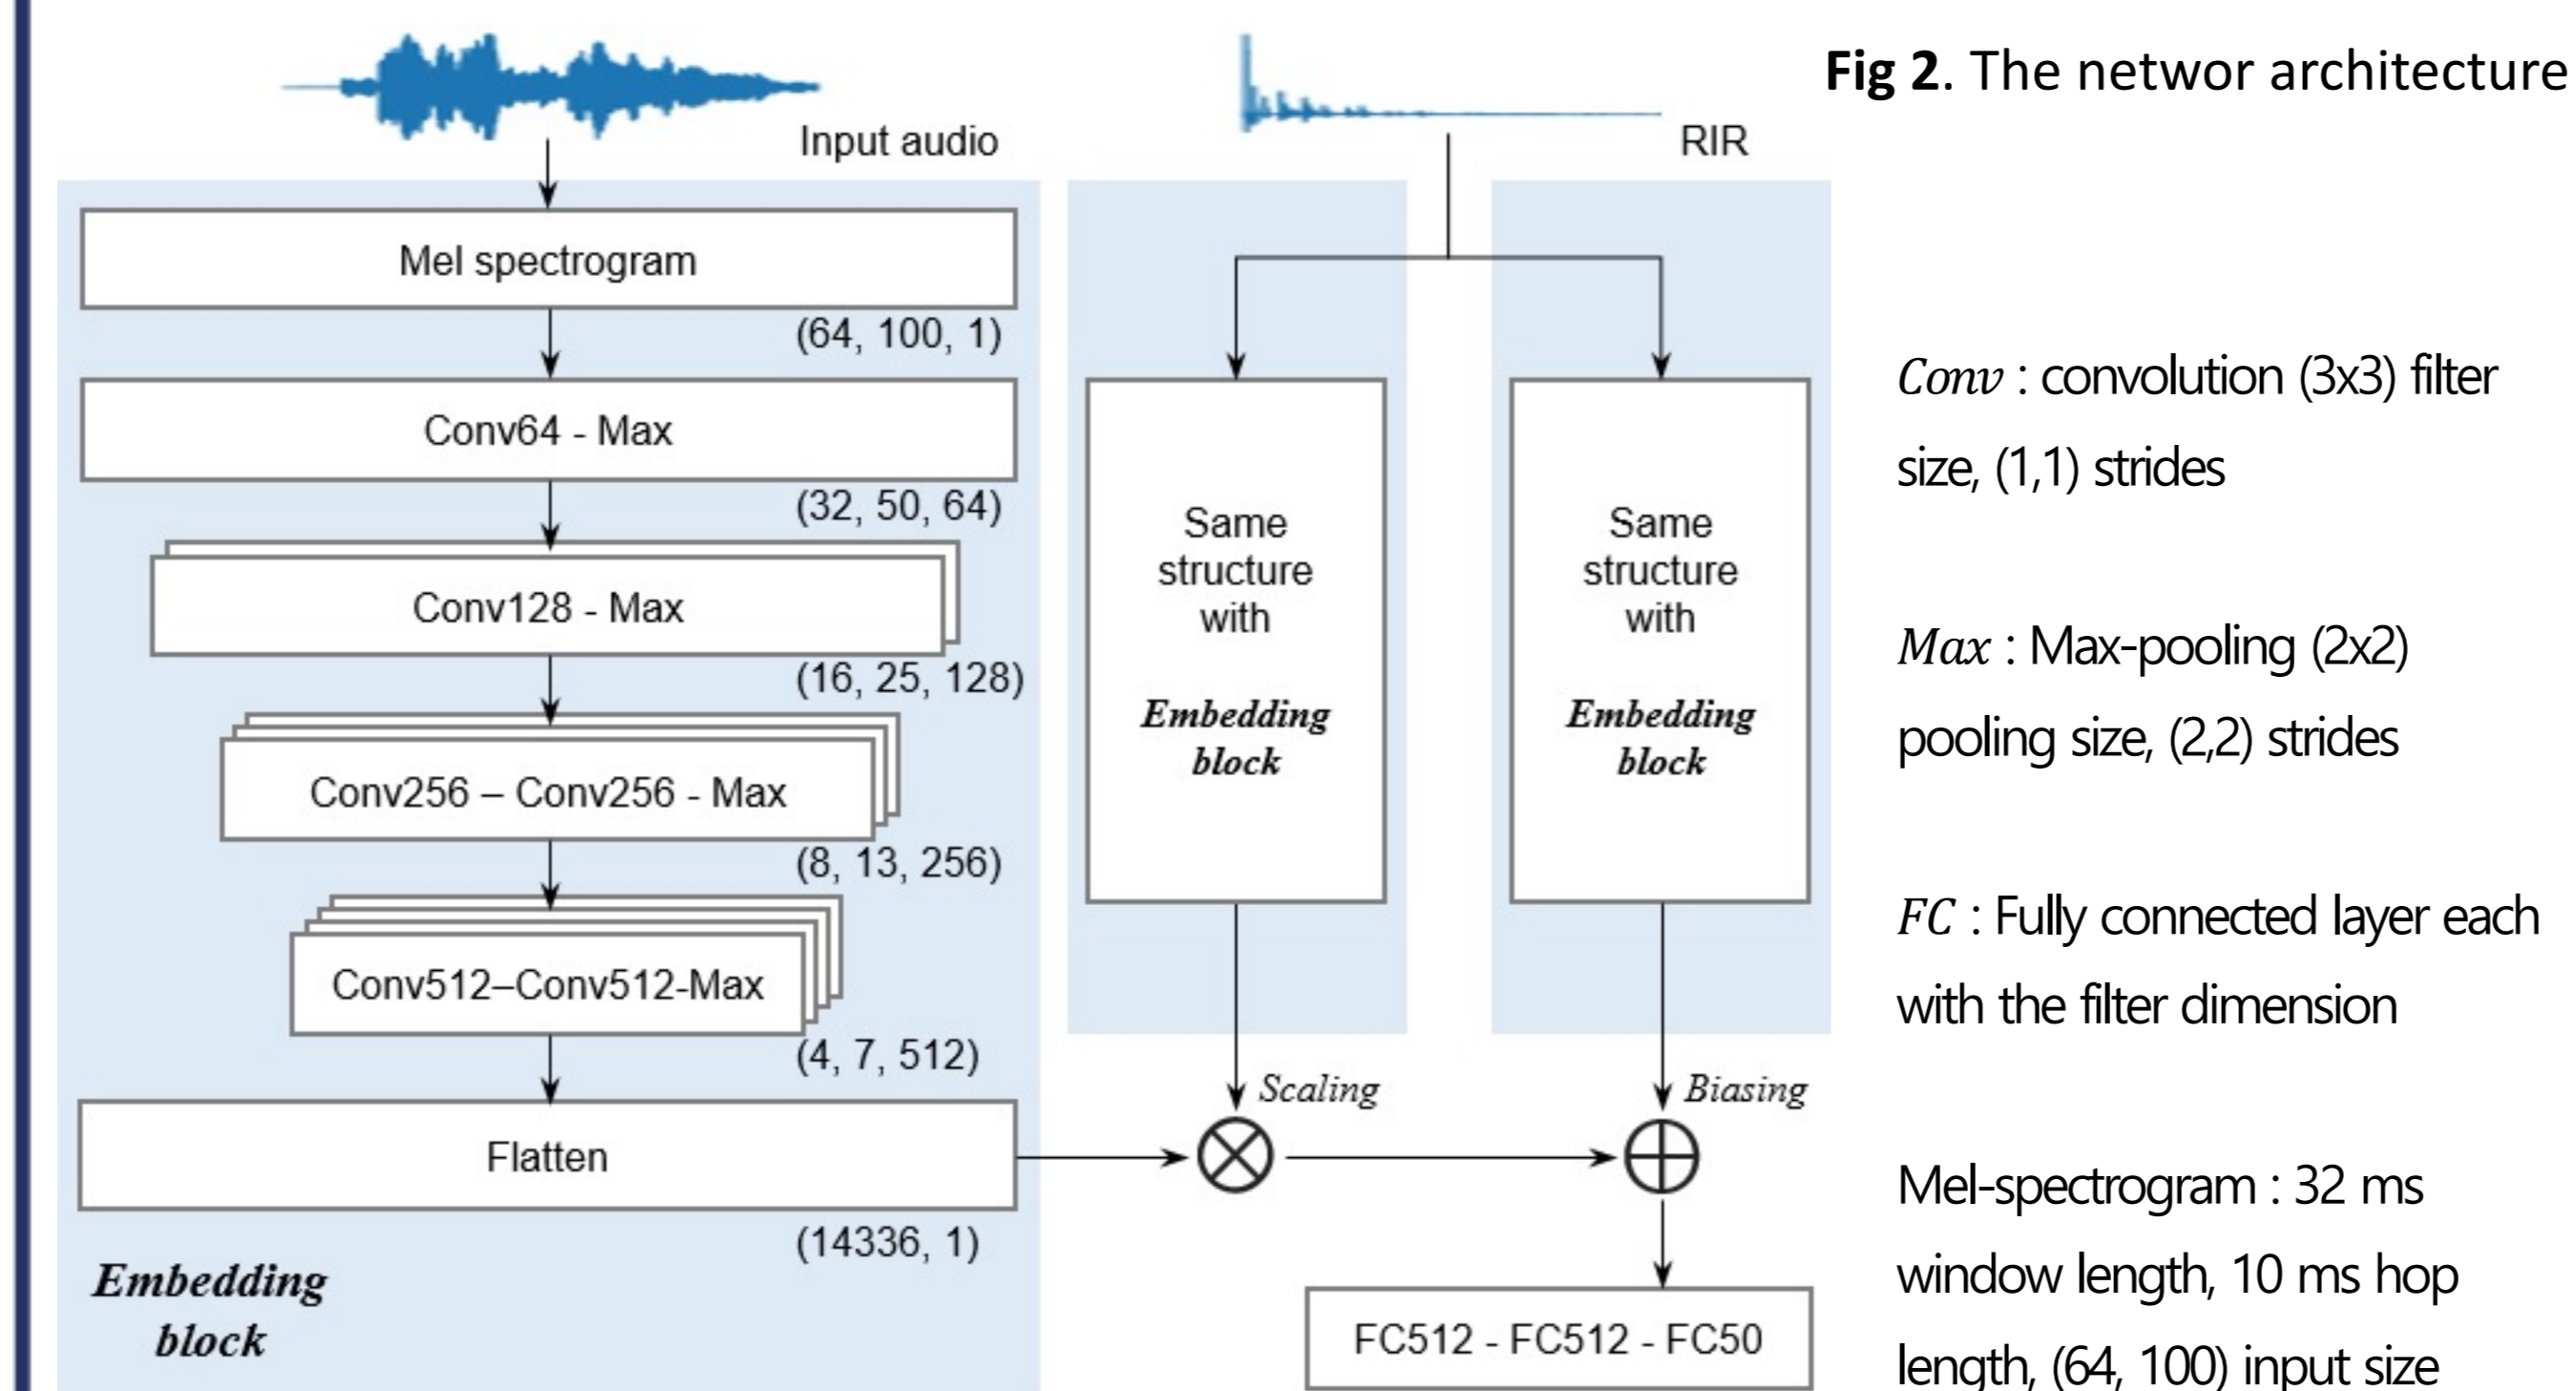 Fig 2. The networ architecture
Input audio
RIR
Mel spectrogram
(64, 100, 1)
Conv64 - Max
(32, 50, 64)
Conv128 - Max
(16, 25, 128)
Conv256 – Conv256 - Max
(8, 13, 256)
Conv512–Conv512-Max
(4, 7, 512)
Flatten
(14336, 1)
Embedding
block
Same
structure
with
Embedding
block
Same
structure
with
Embedding
block
Scaling
Biasing
FC512 - FC512 - FC50
Conv : convolution (3x3) filter
size, (1,1) strides
Max : Max-pooling (2x2)
pooling size, (2,2) strides
FC : Fully connected layer each
with the filter dimension
Mel-spectrogram : 32 ms
window length, 10 ms hop
length, (64, 100) input size